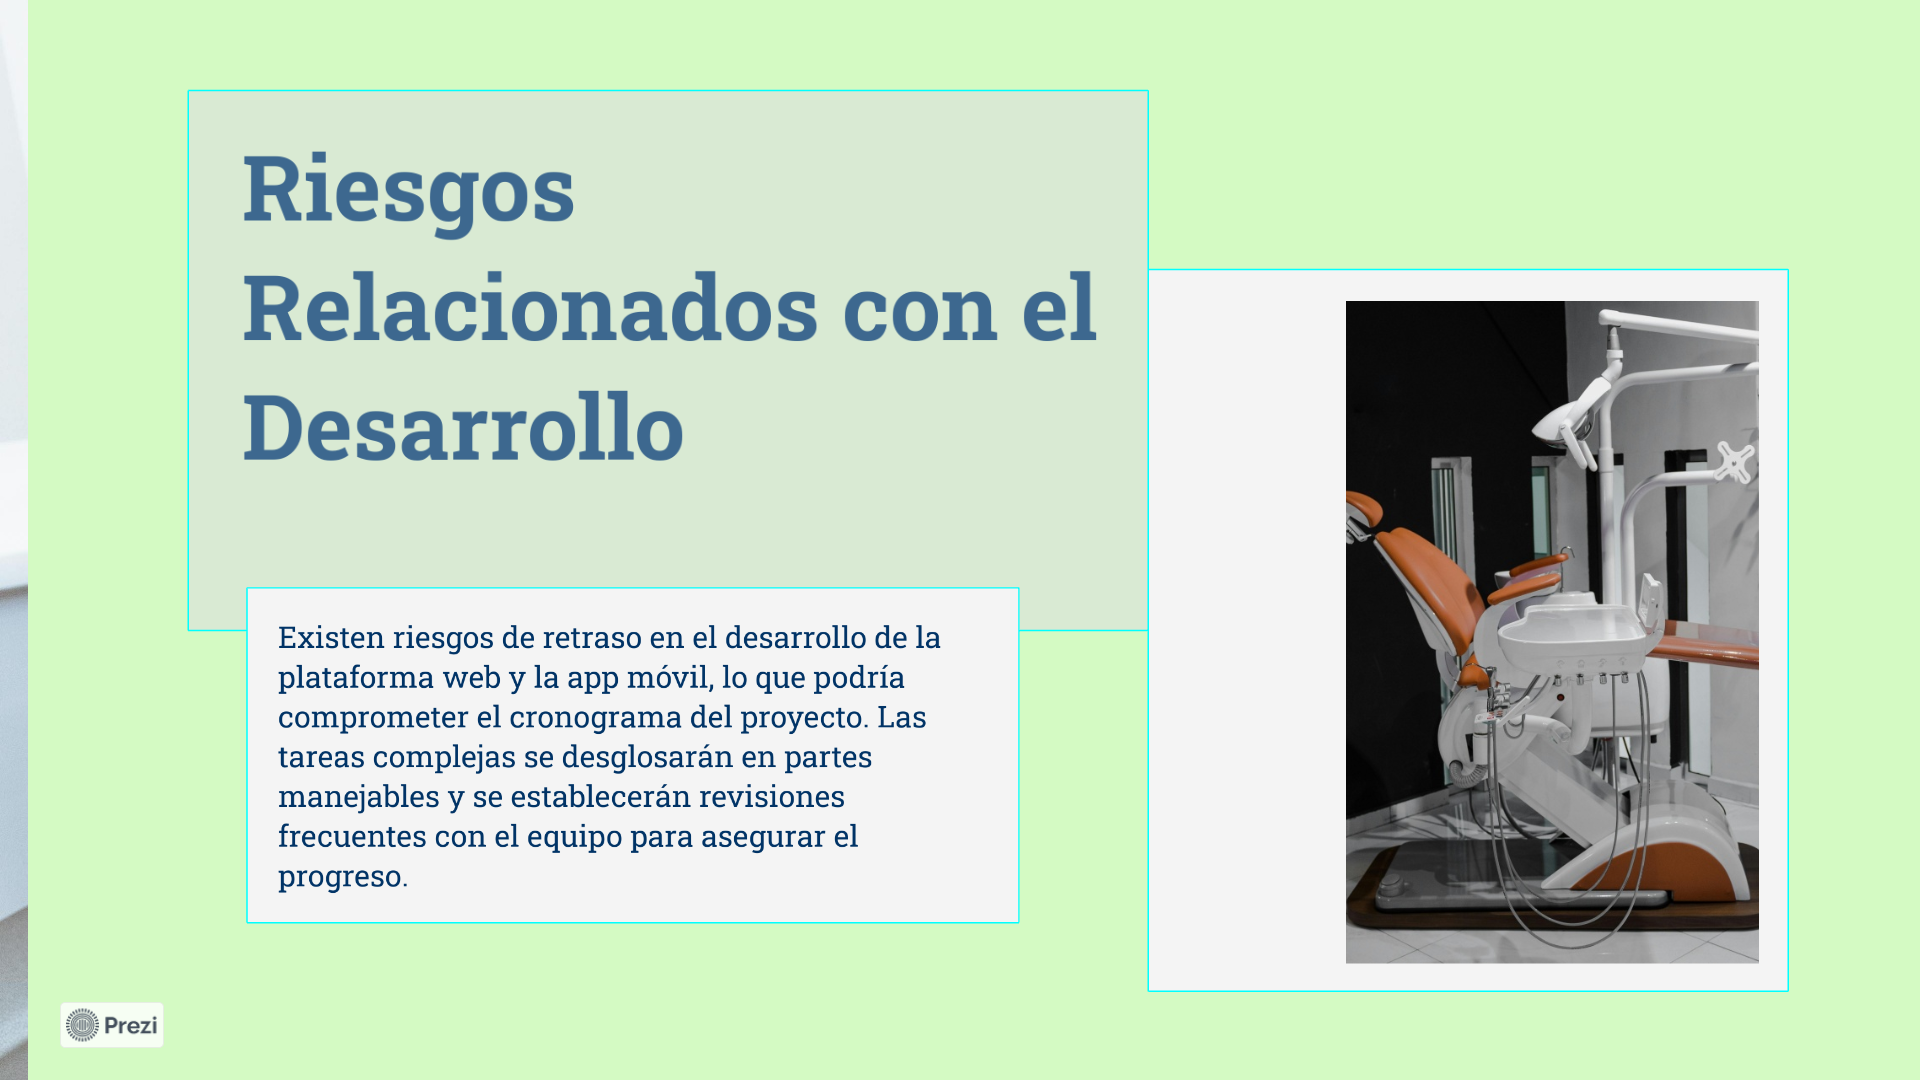 Riesgos
Relacionados con el
Desarrollo
Existen riesgos de retraso en el desarrollo de la
plataforma web y la app móvil, lo que podría
comprometer el cronograma del proyecto. Las
tareas complejas se desglosarán en partes
manejables y se establecerán revisiones
frecuentes con el equipo para asegurar el
progreso.
Prezi